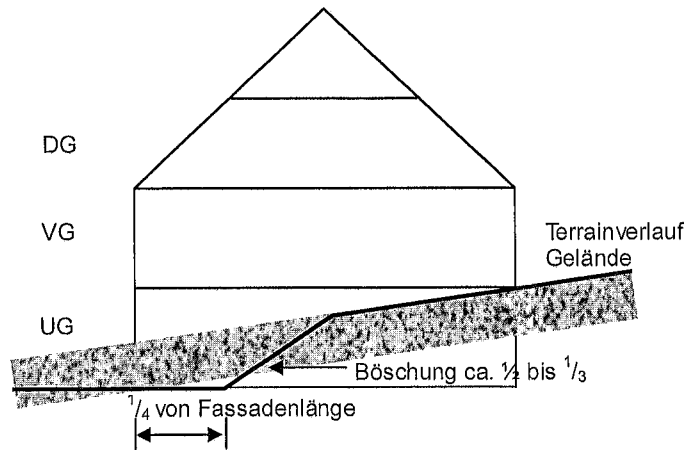 DG
VG
Terrainverlauf
Gelände
UG
Böschung ca. ½ bis 1/3
1/4 von Fassadenlänge